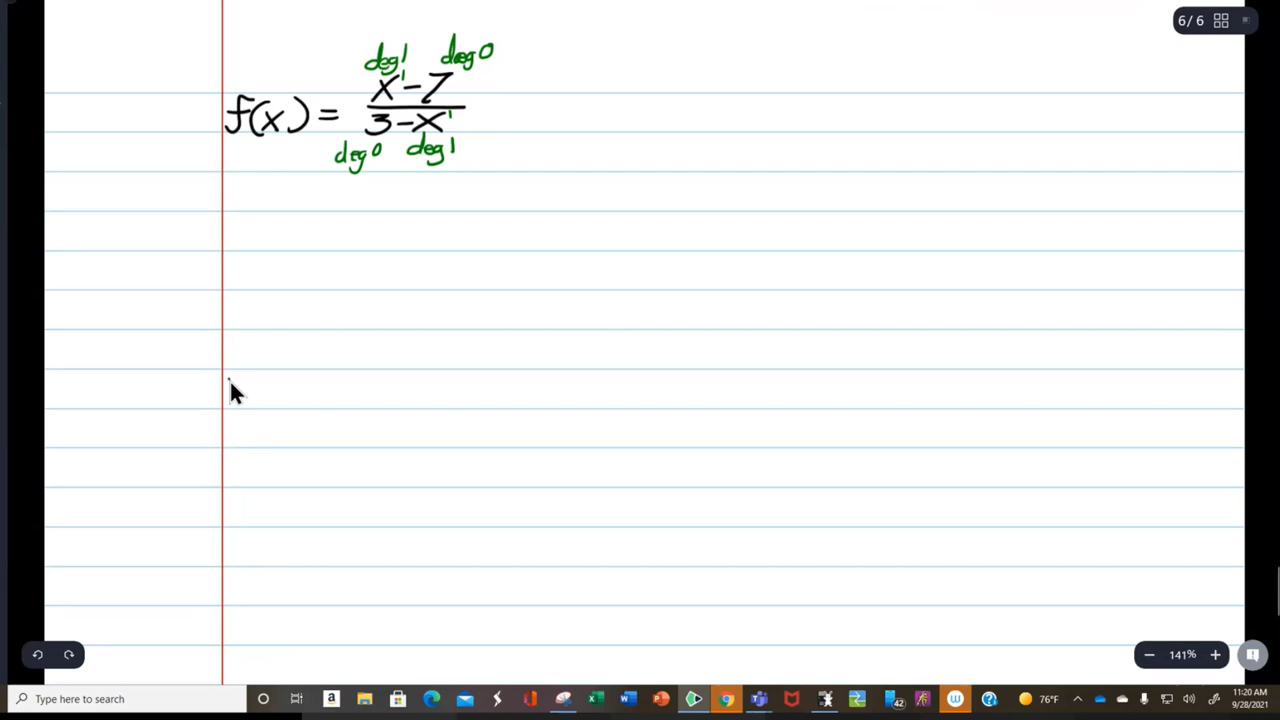 6/6
deg1 deg0
x¹-7
f(x) =
3-x¹
deg0 deg1
141%
Type here to search
42
76°F
11:20 AM
9/28/2021